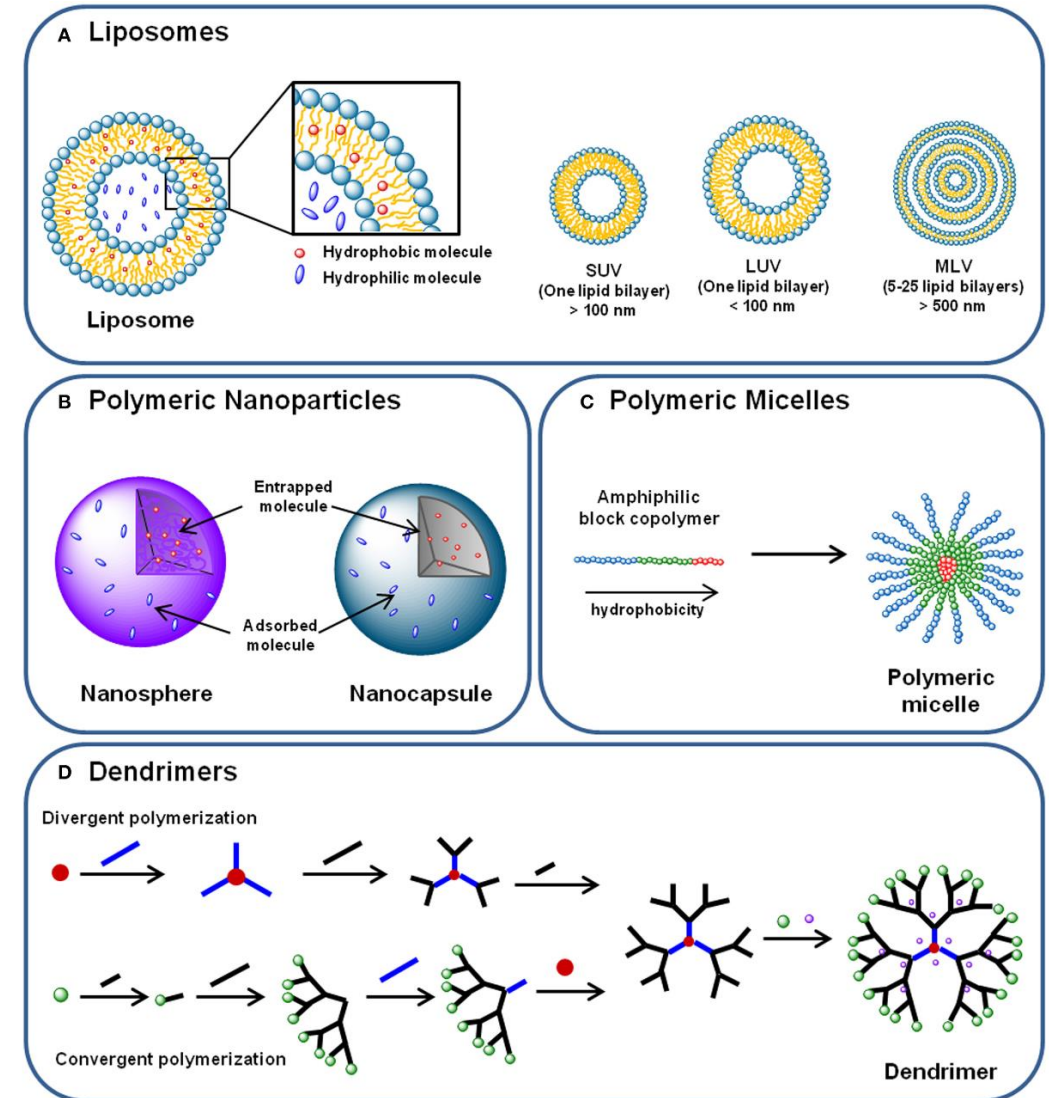 A Liposomes
Hydrophobic molecule
Hydrophilic molecule
Liposome
SUV
(One lipid bilayer)
> 100 nm
LUV
(One lipid bilayer)
< 100 nm
MLV
(5-25 lipid bilayers)
> 500 nm
B Polymeric Nanoparticles
Entrapped
molecule
Adsorbed
molecule
Nanosphere
Nanocapsule
C Polymeric Micelles
Amphiphilic
block copolymer
hydrophobicity
Polymeric
micelle
D Dendrimers
Divergent polymerization
Convergent polymerization
Dendrimer